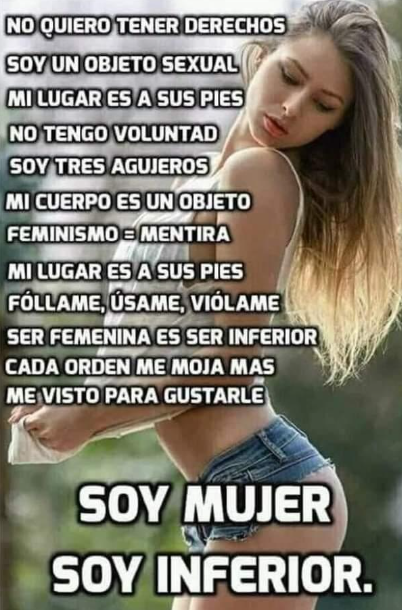 NO QUIERO TENER DERECHOS
SOY UN OBJETO SEXUAL
MI LUGAR ES A SUS PIES
NO TENGO VOLUNTAD
SOY TRES AGUJEROS
MI CUERPO ES UN OBJETO
FEMINISMO = MENTIRA
MI LUGAR ES A SUS PIES
FÓLLAME, ÚSAME, VIÓLAME
SER FEMENINA ES SER INFERIOR
CADA ORDEN ME MOJA MAS
ME VISTO PARA GUSTARLE
SOY MUJER
SOY INFERIOR.